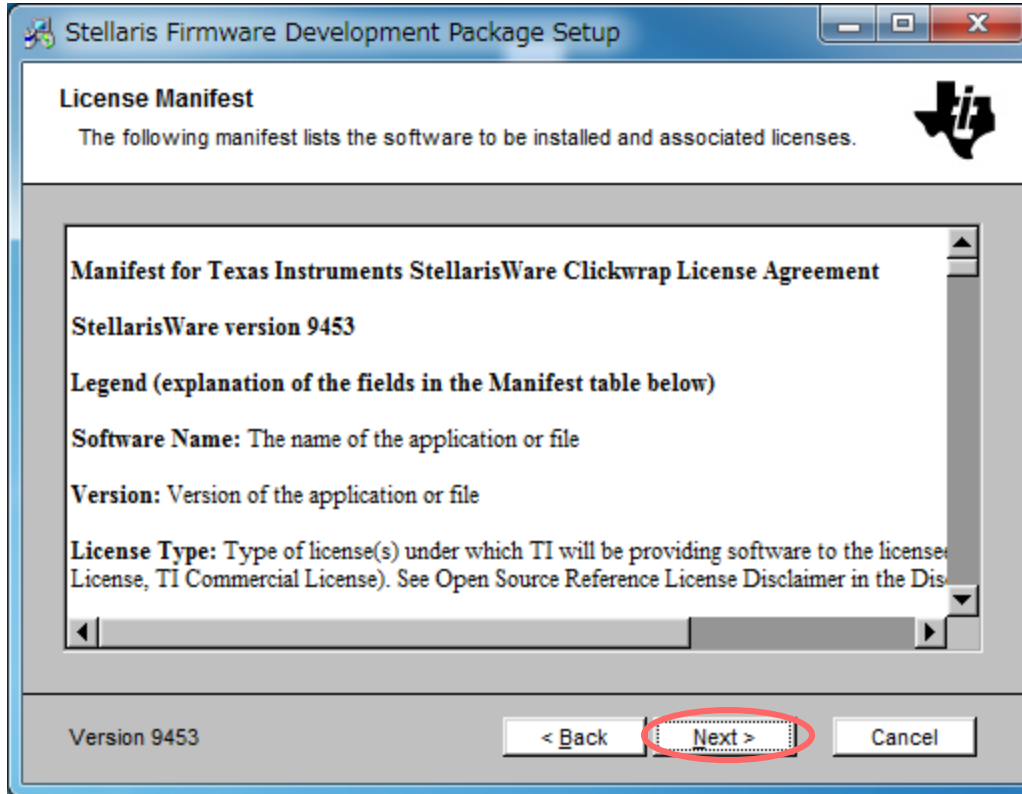 Stellaris Firmware Development Package Setup
License Manifest
The following manifest lists the software to be installed and associated licenses.
Manifest for Texas Instruments StellarisWare Clickwrap License Agreement
StellarisWare version 9453
Legend (explanation of the fields in the Manifest table below)
Software Name: The name of the application or file
Version: Version of the application or file
License Type: Type of license(s) under which TI will be providing software to the licensee
License, TI Commercial License). See Open Source Reference License Disclaimer in the
Version 9453
< Back
Next >
Cancel